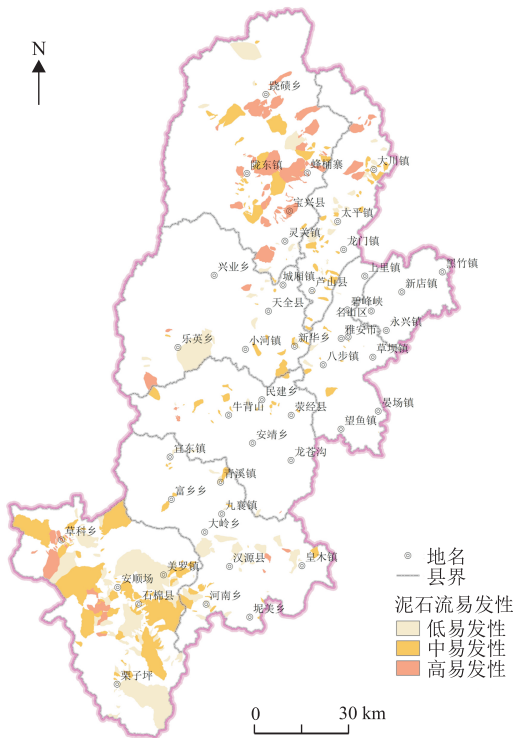 N
跷碛乡
陇东镇
蜂桶寨
大川镇
宝兴县
太平镇
灵关镇
龙门镇
兴业乡
城厢镇
芦山县
上里镇
黑竹镇
新店镇
天全县
碧峰峡
名山区
永兴镇
雅安市
草坝镇
乐英乡
小河镇
新华乡
八步镇
民建乡
牛背山
荥经县
晏场镇
望鱼镇
安靖乡
宜东镇
龙苍沟
清溪镇
富乡乡
九襄镇
大岭乡
草科乡
美罗镇
汉源县
皇木镇
安顺场
石棉县
河南乡
坭美乡
栗子坪
地名
县界
泥石流易发性
低易发性
中易发性
高易发性
0 30 km